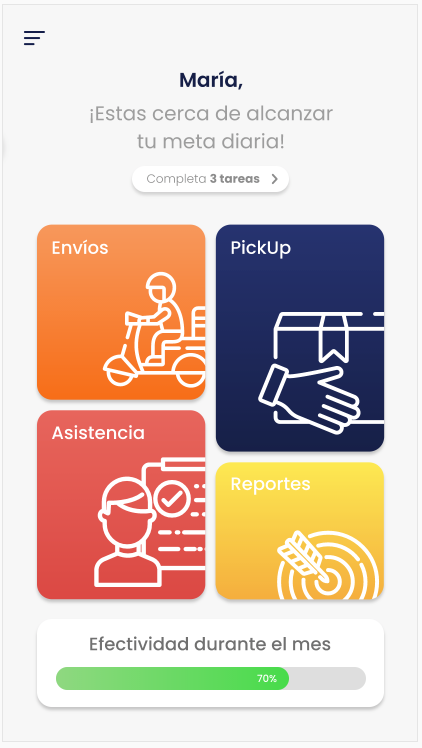 María,
¡Estas cerca de alcanzar
tu meta diaria!
Completa 3 tareas
Envíos
PickUp
Asistencia
Reportes
Efectividad durante el mes
70%